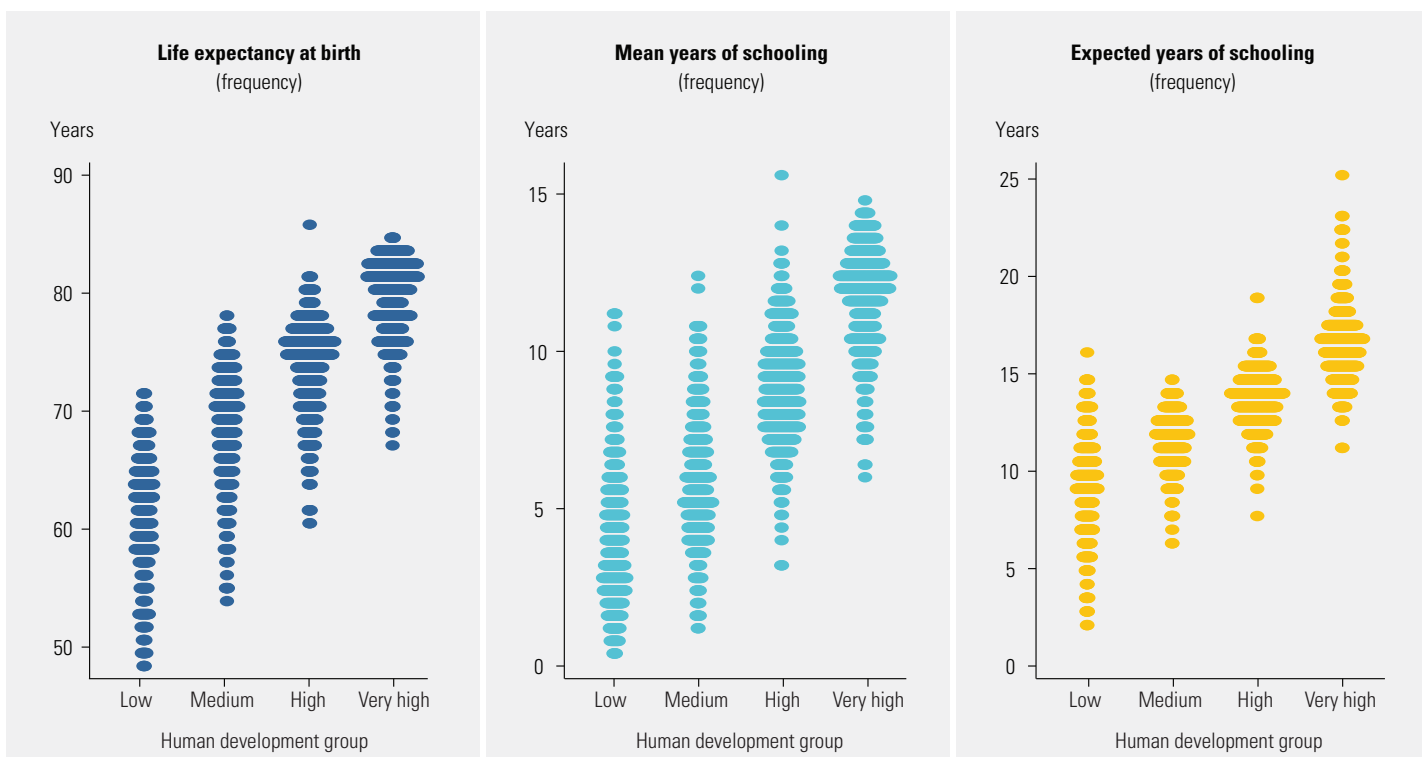 Life expectancy at birth
(frequency)
Years
90
80
70
60
50
Low Medium High Very high
Human development group
Mean years of schooling
(frequency)
Years
15
10
5
0
Low Medium High Very high
Human development group
Expected years of schooling
(frequency)
Years
25
20
15
10
5
0
Low Medium High Very high
Human development group